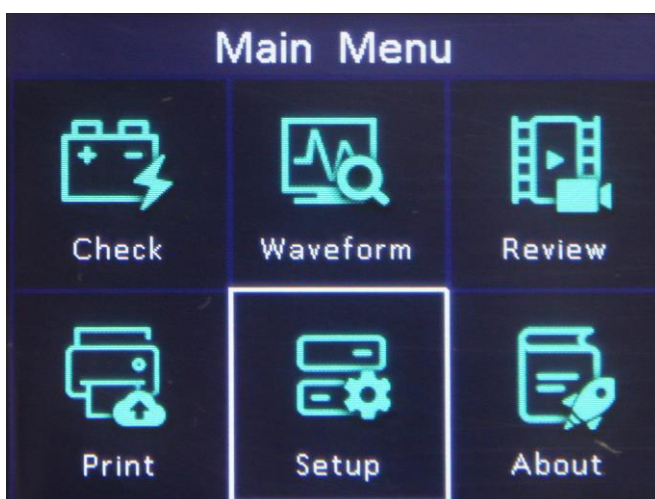 Main Menu
Check
Waveform
Review
Print
Setup
About